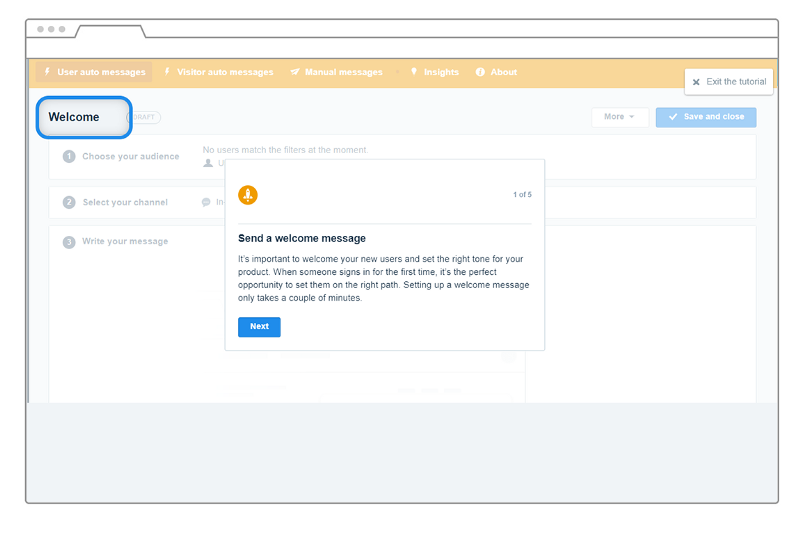 User auto messages Visitor auto messages Manual messages Insights About
Exit the tutorial
Welcome DRAFT More Save and close
1 Choose your audience No users match the filters at the moment.
2 Select your channel In
1 of 5
3 Write your message
Send a welcome message
It's important to welcome your new users and set the right tone for your
product. When someone signs in for the first time, it's the perfect
opportunity to set them on the right path. Setting up a welcome message
only takes a couple of minutes.
Next